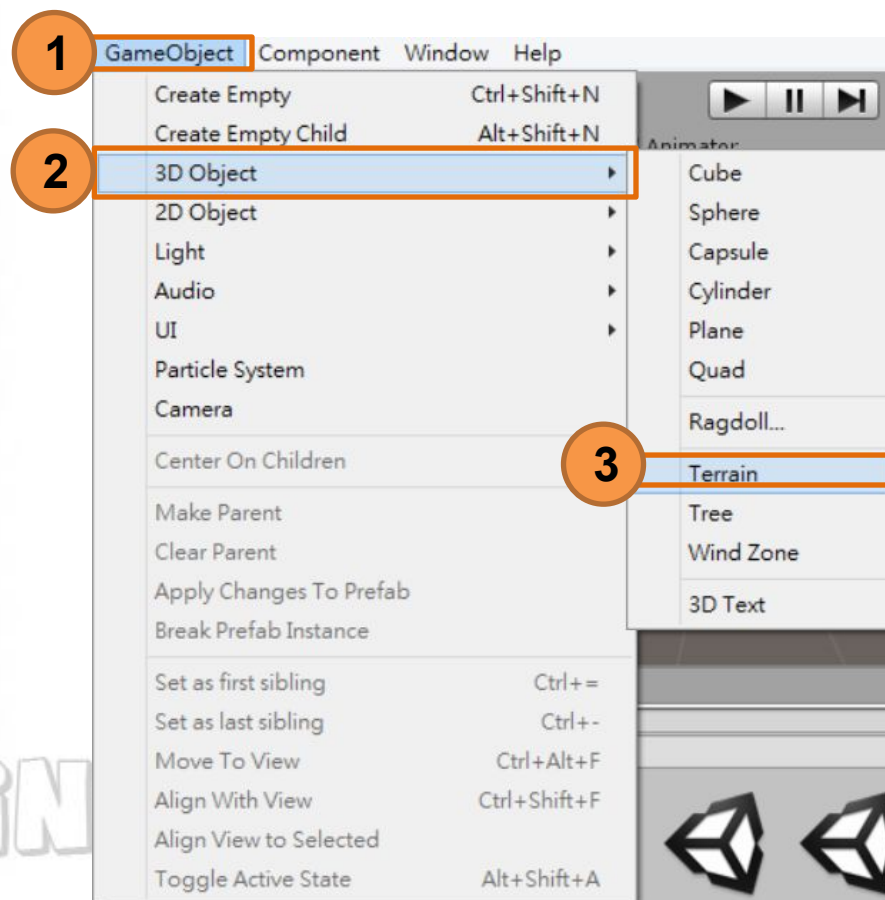 1
GameObject Component Window Help
Create Empty Ctrl+Shift+N
Create Empty Child Alt+Shift+N
Animator
2
3D Object
2D Object
Light
Audio
UI
Particle System
Camera
Center On Children
Make Parent
Clear Parent
Apply Changes To Prefab
Break Prefab Instance
Set as first sibling Ctrl+=
Set as last sibling Ctrl+-
Move To View Ctrl+Alt+F
Align With View Ctrl+Shift+F
Align View to Selected
Toggle Active State Alt+Shift+A
Cube
Sphere
Capsule
Cylinder
Plane
Quad
Ragdoll...
3
Terrain
Tree
Wind Zone
3D Text